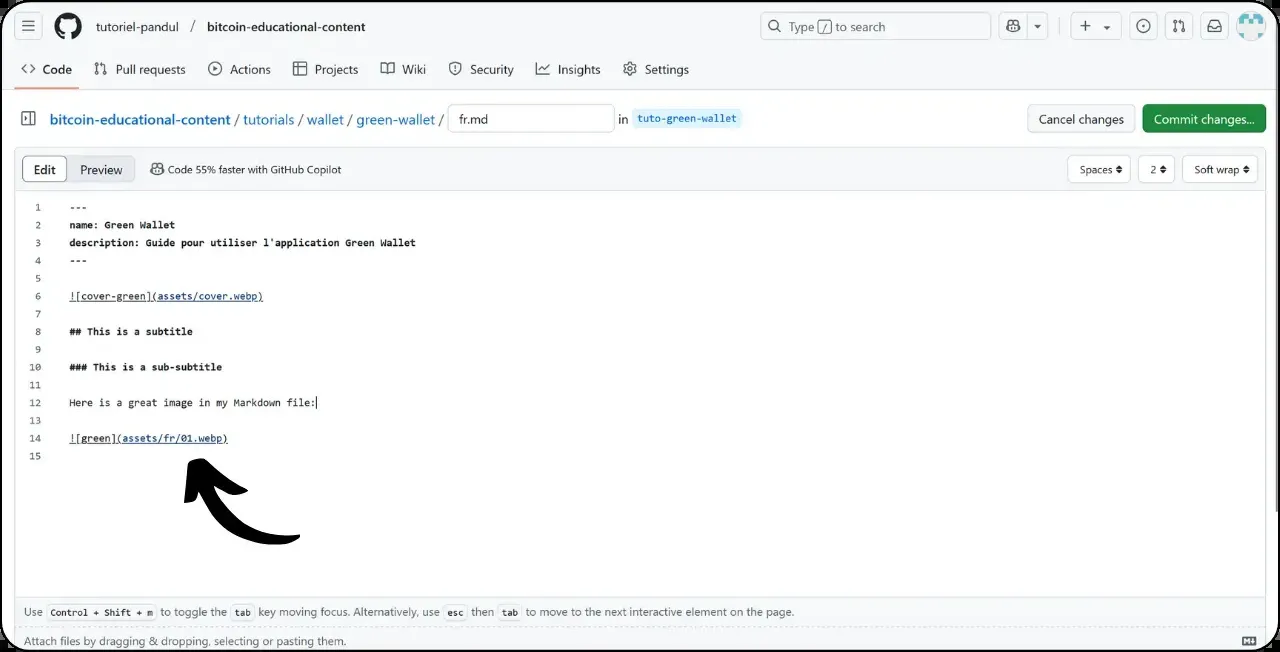 tutoriel-pandul / bitcoin-educational-content Type / to search
Code Pull requests Actions Projects Wiki Security Insights Settings
bitcoin-educational-content / tutorials / wallet / green-wallet / fr.md in tuto-green-wallet Cancel changes Commit changes...
Edit Preview Code 55% faster with GitHub Copilot Spaces 2 Soft wrap
1 ---
2 name: Green Wallet
3 description: Guide pour utiliser l'application Green Wallet
4 ---
5
6 ![cover-green](assets/cover.webp)
7
8 ## This is a subtitle
9
10 ### This is a sub-subtitle
11
12 Here is a great image in my Markdown file:
13
14 ![green](assets/fr/01.webp)
15
Use Control + Shift + m to toggle the tab key moving focus. Alternatively, use esc then tab to move to the next interactive element on the page.
Attach files by dragging & dropping, selecting or pasting them.